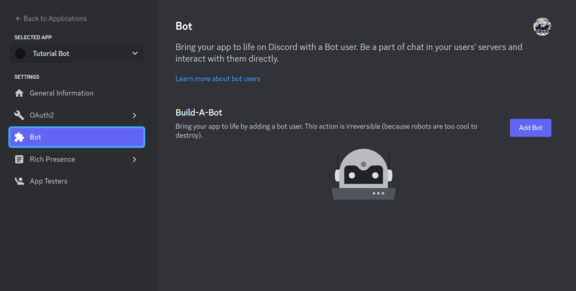 ← Back to Applications
SELECTED APP
Tutorial Bot
SETTINGS
General Information
OAuth2
Bot
Rich Presence
App Testers
Bot
Bring your app to life on Discord with a Bot user. Be a part of chat in your users' servers and
interact with them directly.
Learn more about bot users
Build-A-Bot
Bring your app to life by adding a bot user. This action is irreversible (because robots are too cool to
destroy).
Add Bot